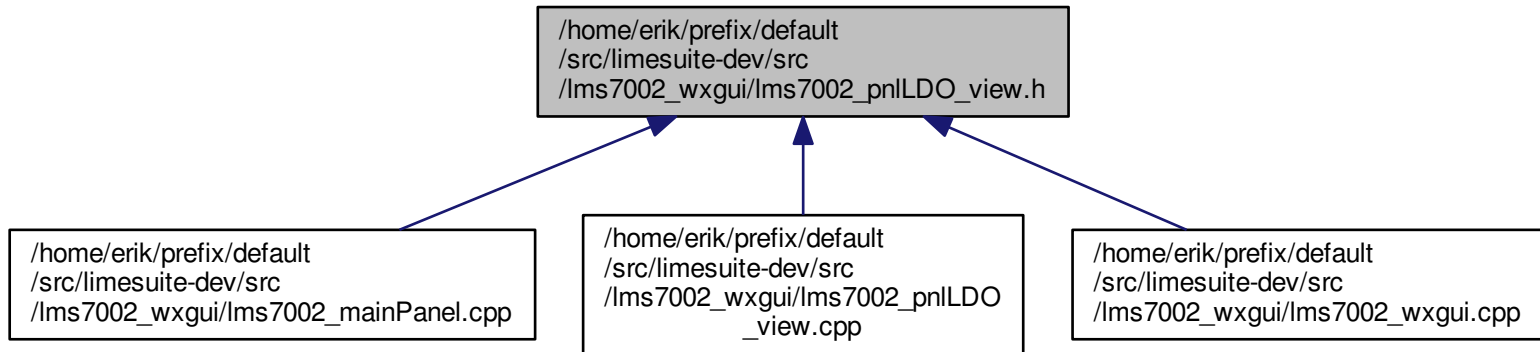 /home/erik/prefix/default
/src/limesuite-dev/src
/lms7002_wxgui/lms7002_pnlLDO_view.h
/home/erik/prefix/default
/src/limesuite-dev/src
/lms7002_wxgui/lms7002_mainPanel.cpp
/home/erik/prefix/default
/src/limesuite-dev/src
/lms7002_wxgui/lms7002_pnlLDO
_view.cpp
/home/erik/prefix/default
/src/limesuite-dev/src
/lms7002_wxgui/lms7002_wxgui.cpp